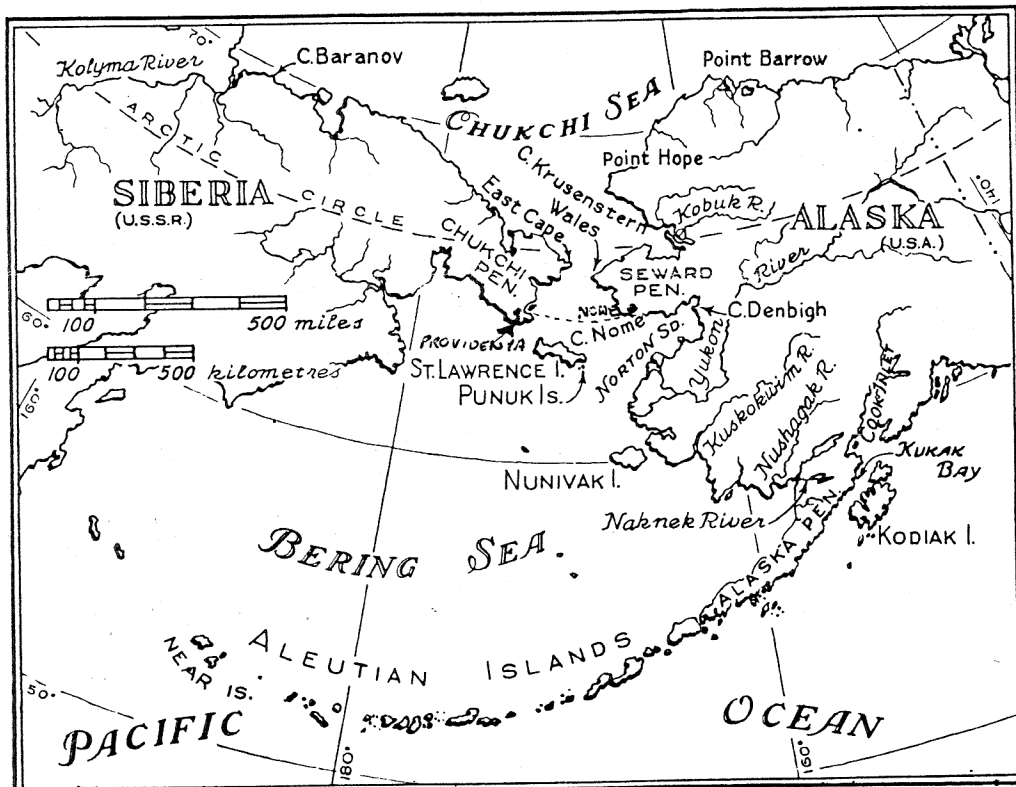 70°
Kolyma River
C. Baranov
Point Barrow
CHUKCHI SEA
ARCTIC CIRCLE
Point Hope
C. Krusenstern
SIBERIA
(U.S.S.R.)
East Cape
Wales
Kobuk R.
ALASKA
(U.S.A.)
140°
CHUKCHI
PEN.
SEWARD
PEN.
River
60°
100 500 miles
NOME
C. Nome
C. Denbigh
PROVIDENIA
NORTON SD.
Yukon
100 500 kilometres
160°
ST. LAWRENCE I.
PUNUK IS.
Kuskokwim R.
Nushagak R.
COOK INLET
KUKAK
BAY
NUNIVAK I.
Naknek River
KODIAK I.
BERING SEA
ALASKA PEN.
ALEUTIAN ISLANDS
NEAR IS.
50°
PACIFIC OCEAN
180°
160°